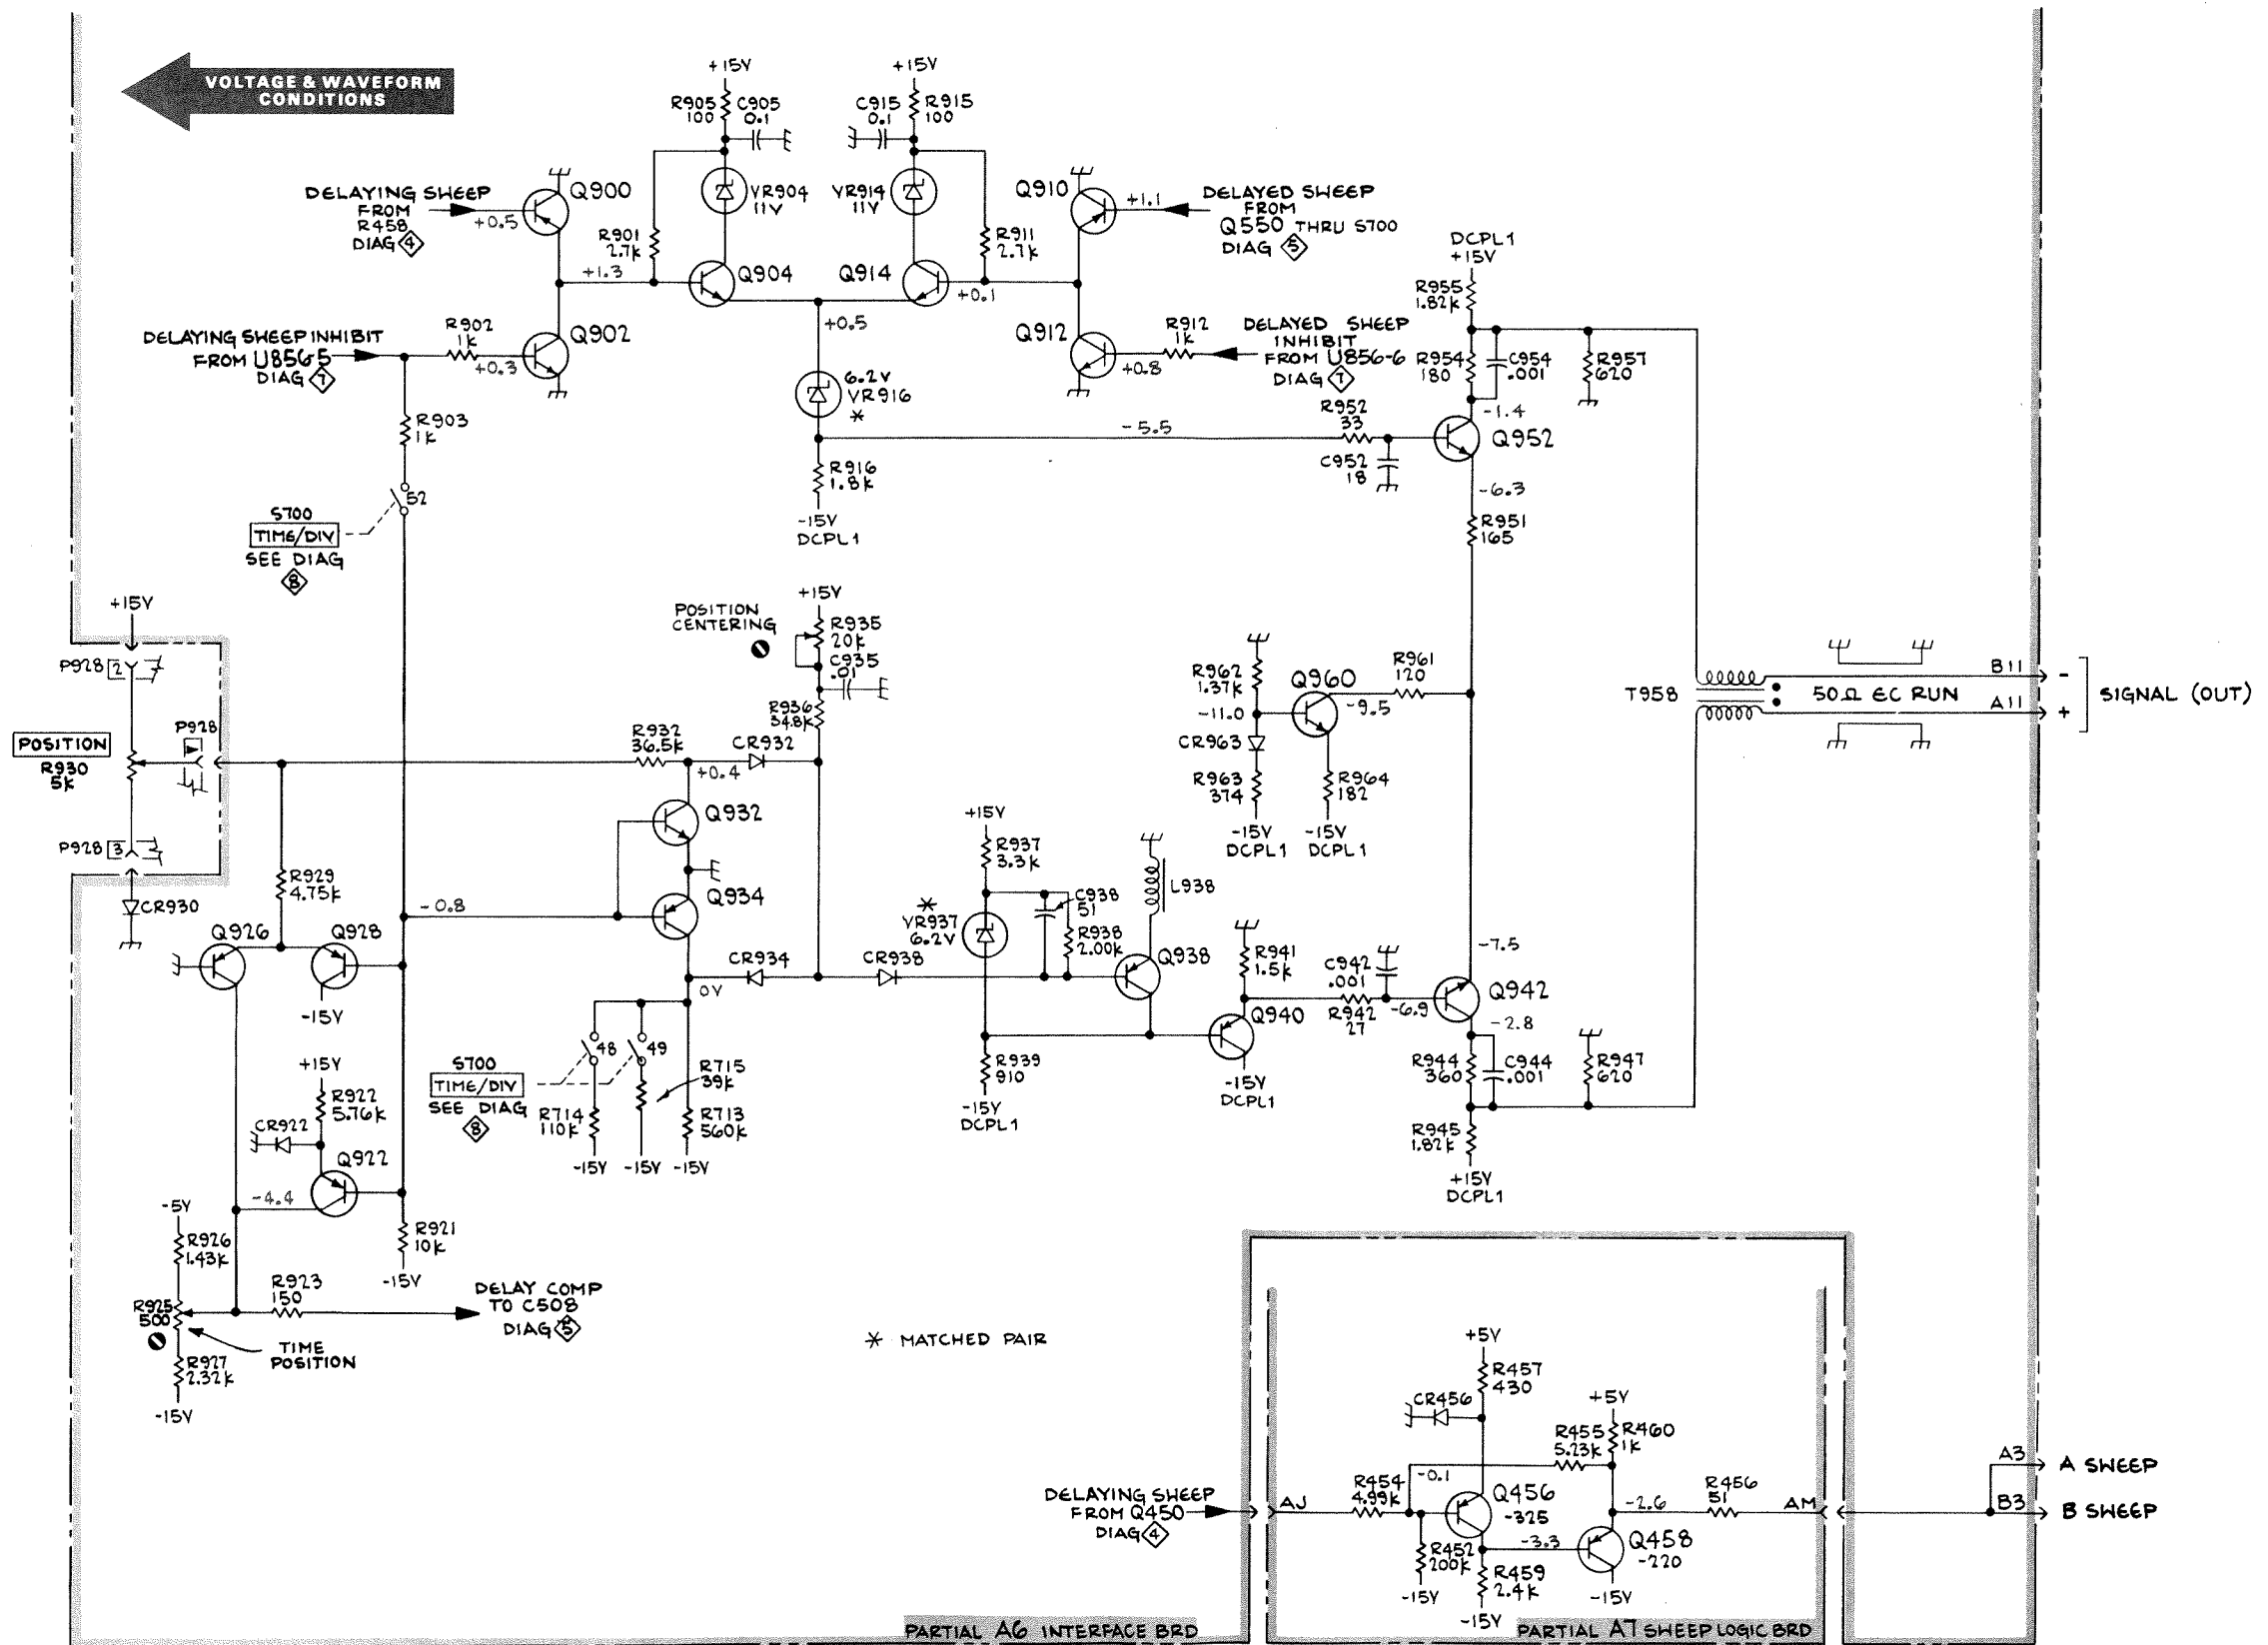 VOLTAGE & WAVEFORM
CONDITIONS
+15V
R905
100
C905
0.1
VR904
11V
+15V
C915
0.1
R915
100
VR914
11V
DELAYING SWEEP
FROM
R458
DIAG 4
+0.5
Q900
R901
2.7k
+1.3
Q904
Q914
+0.1
R911
2.7k
Q910
+1.1
DELAYED SWEEP
FROM
Q550 THRU S700
DIAG 5
DELAYING SWEEP INHIBIT
FROM U856-5
DIAG 7
R902
1k
+0.3
Q902
+0.5
6.2V
VR916
*
Q912
+0.8
R912
1k
DELAYED SWEEP
INHIBIT
FROM U856-6
DIAG 7
DCPL1
+15V
R955
1.82k
R954
180
C954
.001
R957
620
-1.4
Q952
R952
33
C952
18
-5.5
-6.3
R951
165
R903
1k
52
S700
TIME/DIV
SEE DIAG
8
R916
1.8k
-15V
DCPL1
+15V
P928 2
POSITION
R930
5k
P928
P928 3
CR930
POSITION
CENTERING
+15V
R935
20k
C935
.01
R936
34.8k
R932
36.5k
CR932
+0.4
Q932
Q934
-0.8
CR934
0V
CR938
R929
4.75k
Q926
Q928
-15V
+15V
R922
5.76k
CR922
Q922
-4.4
R921
10k
-15V
-5V
R926
1.43k
R925
500
TIME
POSITION
R927
2.32k
-15V
R923
150
DELAY COMP
TO C508
DIAG 5
S700
TIME/DIV
SEE DIAG
8
48
49
R714
110k
R715
39k
R713
560k
-15V -15V -15V
+15V
R937
3.3k
*
VR937
6.2V
C938
51
R938
2.00k
L938
Q938
R939
910
-15V
DCPL1
Q940
-15V
DCPL1
R941
1.5k
C942
.001
R942
27
-6.9
R962
1.37k
-11.0
CR963
R963
374
-15V
DCPL1
Q960
R961
120
-9.5
R964
182
-15V
DCPL1
-7.5
Q942
-2.8
R944
360
C944
.001
R947
620
R945
1.82k
+15V
DCPL1
T958
50Ω EC RUN
B11
-
A11
+
SIGNAL (OUT)
* MATCHED PAIR
DELAYING SWEEP
FROM Q450
DIAG 4
AJ
R454
4.99k
-0.1
R452
200k
-15V
+5V
R457
430
CR456
Q456
-325
-3.3
R459
2.4k
-15V
R455
5.23k
+5V
R460
1k
-2.6
R456
51
Q458
-220
-15V
AM
A3
A SWEEP
B3
B SWEEP
PARTIAL A6 INTERFACE BRD
PARTIAL A7 SWEEP LOGIC BRD